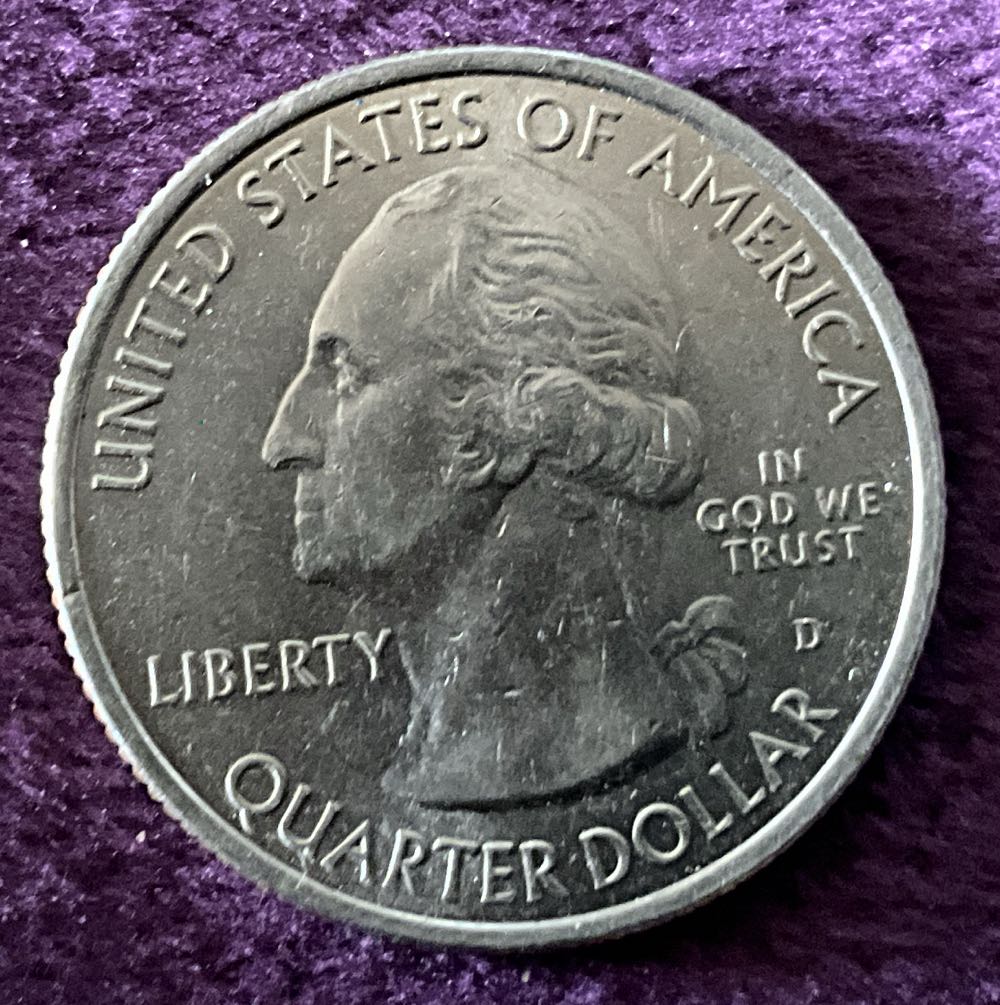 UNITED STATES OF AMERICA
IN
GOD WE
TRUST
D
LIBERTY
QUARTER DOLLAR